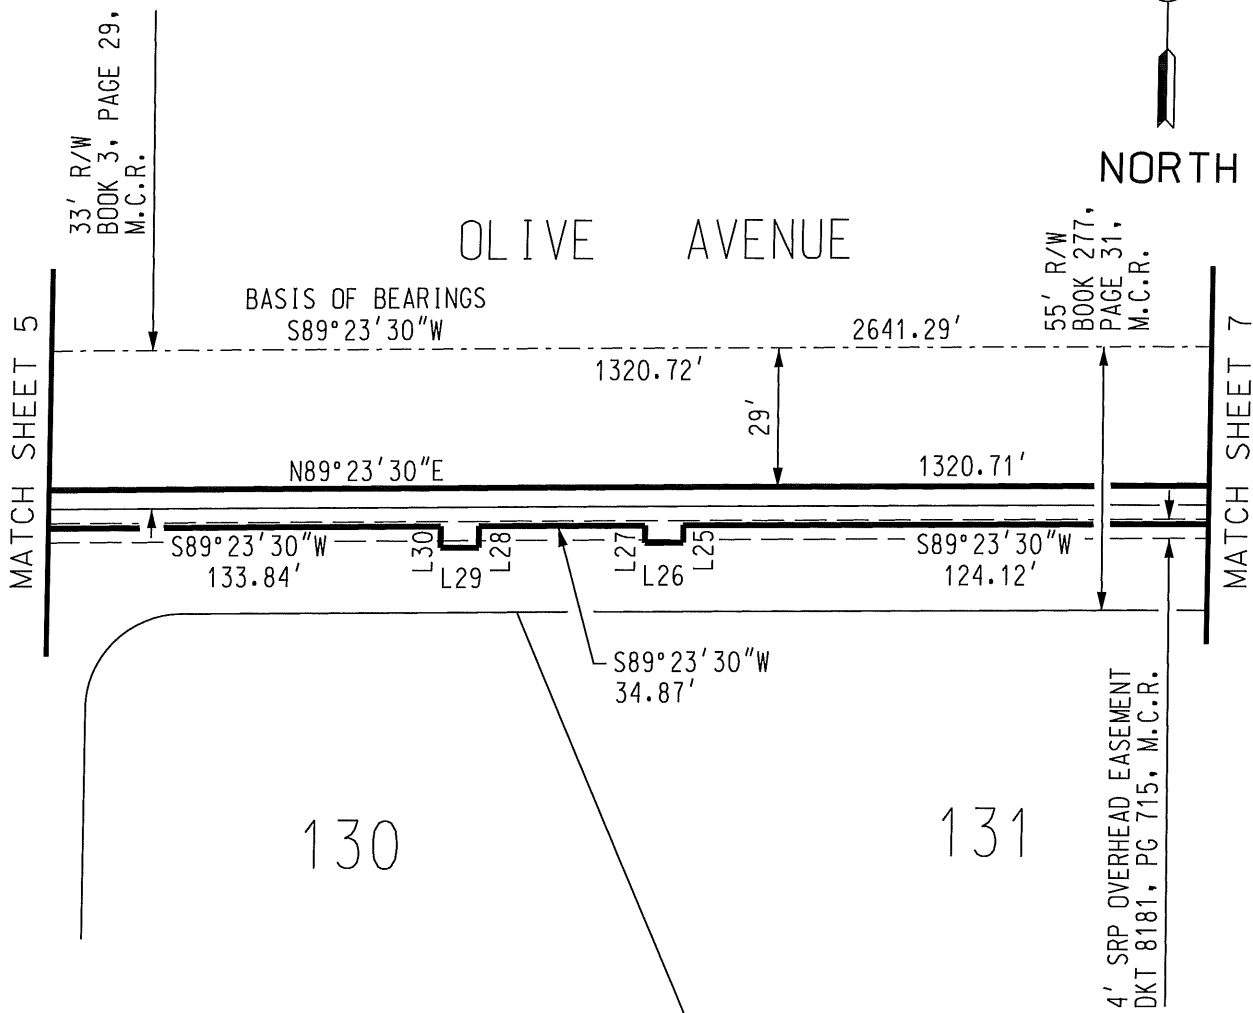 33' R/W
BOOK 3, PAGE 29,
M.C.R.
NORTH
OLIVE AVENUE
55' R/W
BOOK 277,
PAGE 31,
M.C.R.
BASIS OF BEARINGS
S89°23'30"W
2641.29'
1320.72'
MATCH SHEET 5
MATCH SHEET 7
29'
N89°23'30"E
1320.71'
S89°23'30"W
133.84'
L30
L29
L28
L27
L26
L25
S89°23'30"W
124.12'
S89°23'30"W
34.87'
4' SRP OVERHEAD EASEMENT
DKT 8181, PG 715, M.C.R.
130
131